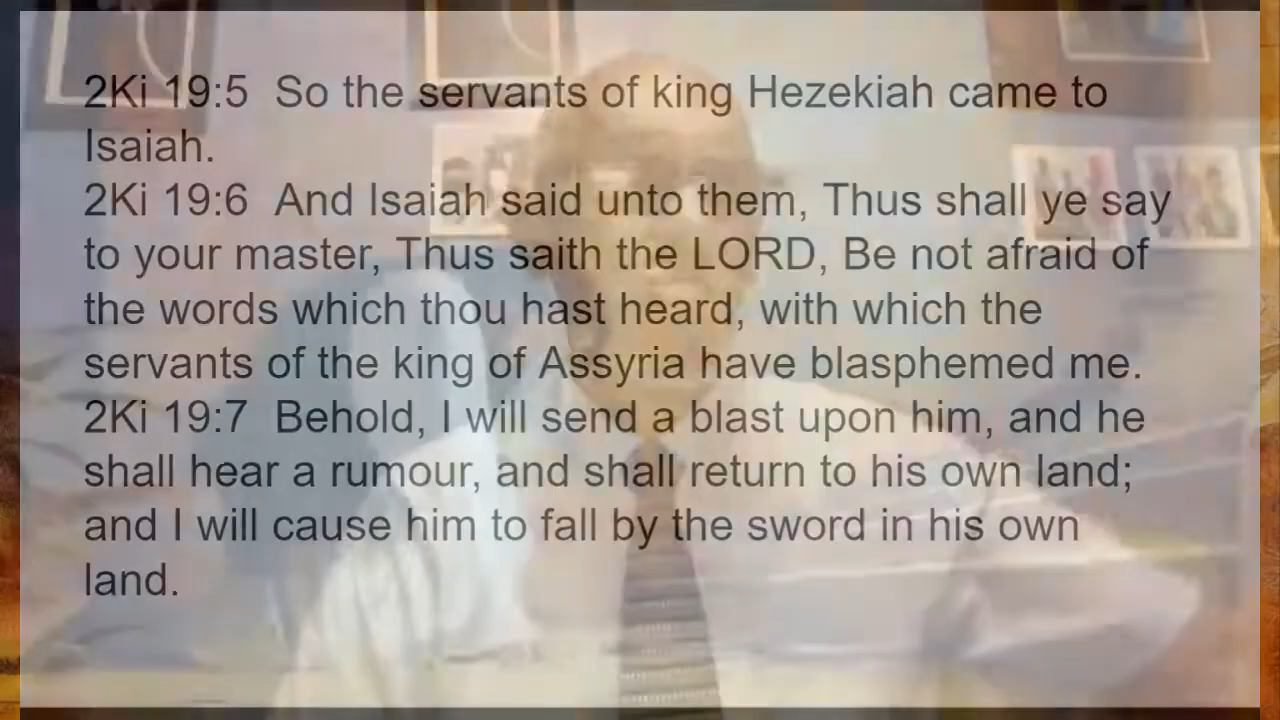 2Ki 19:5  So the servants of king Hezekiah came to
Isaiah.
2Ki 19:6  And Isaiah said unto them, Thus shall ye say
to your master, Thus saith the LORD, Be not afraid of
the words which thou hast heard, with which the
servants of the king of Assyria have blasphemed me.
2Ki 19:7  Behold, I will send a blast upon him, and he
shall hear a rumour, and shall return to his own land;
and I will cause him to fall by the sword in his own
land.